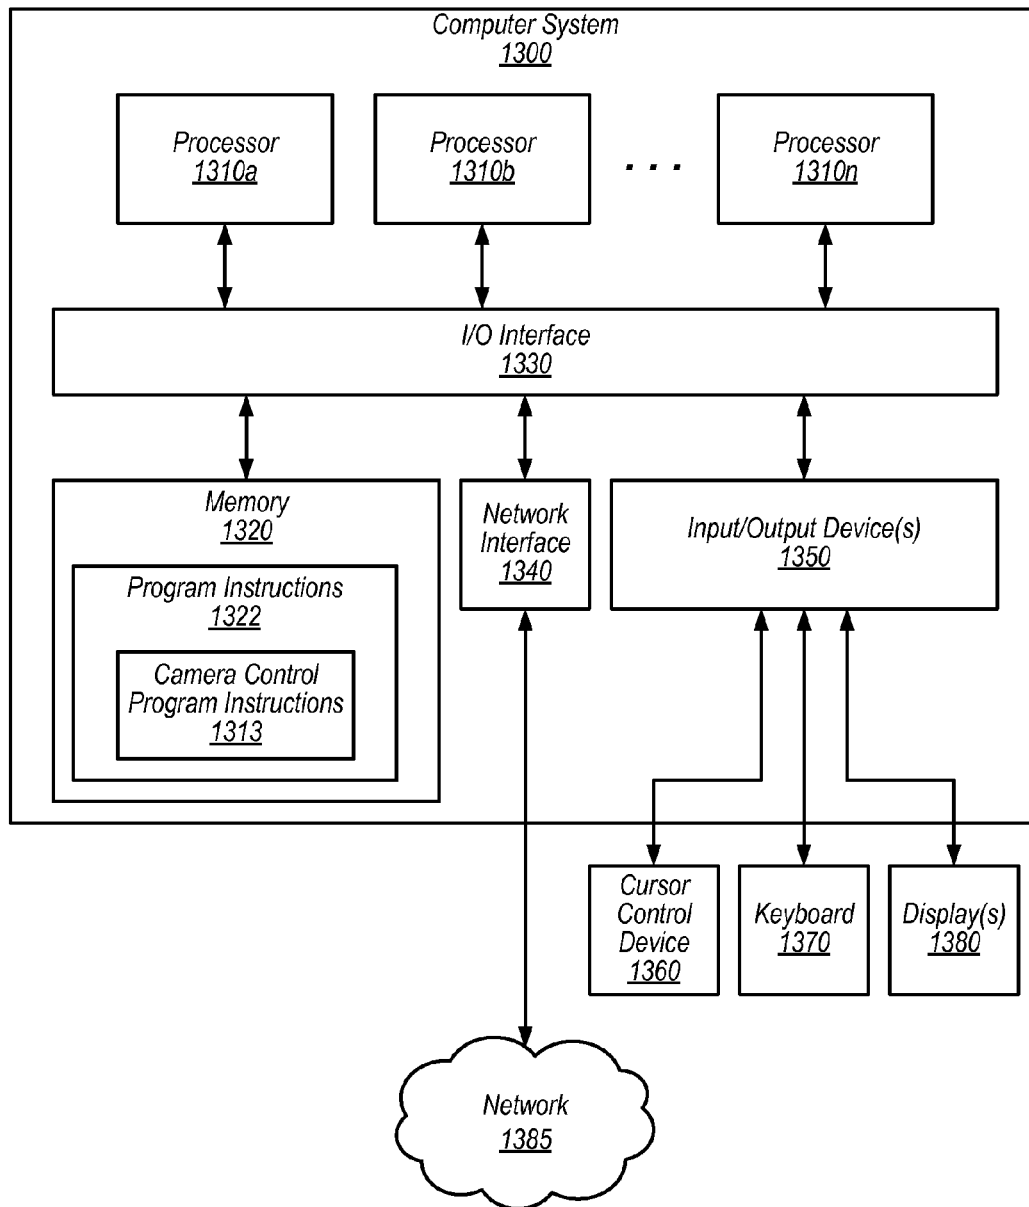 Computer System
1300
Processor
1310a
Processor
1310b
. . .
Processor
1310n
I/O Interface
1330
Memory
1320
Program Instructions
1322
Camera Control
Program Instructions
1313
Network
Interface
1340
Input/Output Device(s)
1350
Cursor
Control
Device
1360
Keyboard
1370
Display(s)
1380
Network
1385